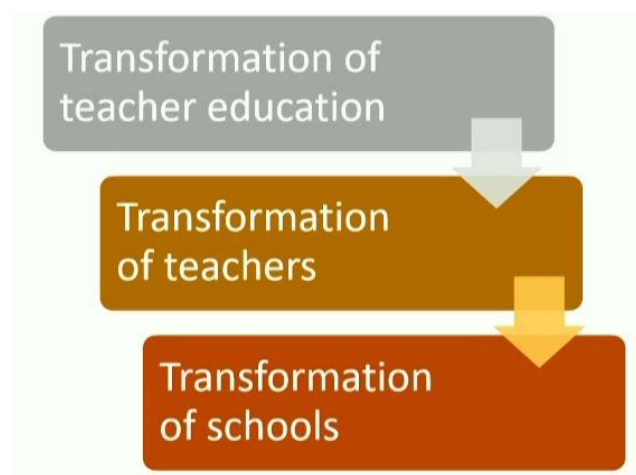 Transformation of
teacher education
Transformation
of teachers
Transformation
of schools